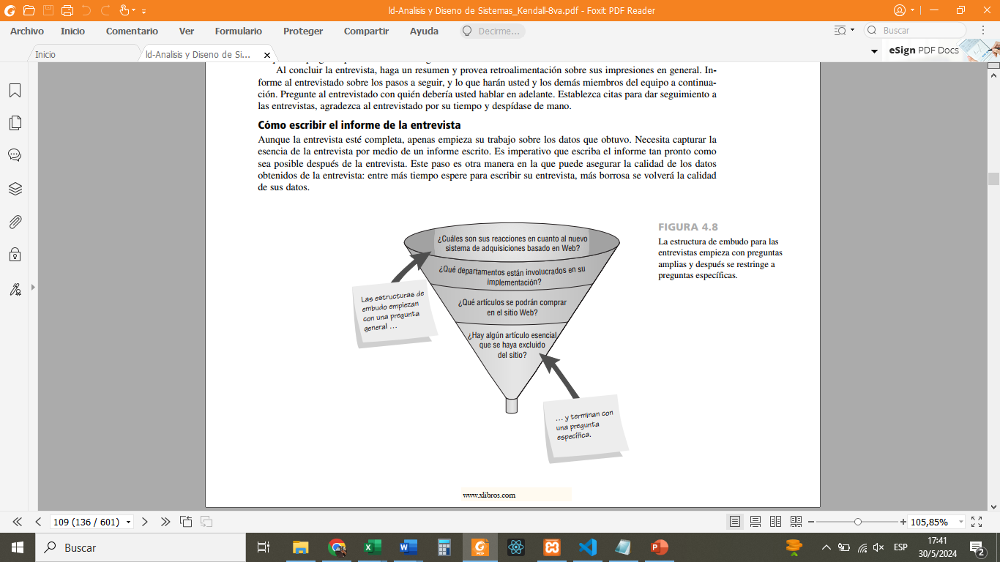 ld-Analisis y Diseno de Sistemas_Kendall-8va.pdf - Foxit PDF Reader
Archivo Inicio Comentario Ver Formulario Proteger Compartir Ayuda Decirme... Buscar
Inicio ld-Analisis y Diseno de Si... eSign PDF Docs
Al concluir la entrevista, haga un resumen y provea retroalimentación sobre sus impresiones en general. In-
forme al entrevistado sobre los pasos a seguir, y lo que harán usted y los demás miembros del equipo a continua-
ción. Pregunte al entrevistado con quién debería usted hablar en adelante. Establezca citas para dar seguimiento a
las entrevistas, agradezca al entrevistado por su tiempo y despídase de mano.
Cómo escribir el informe de la entrevista
Aunque la entrevista esté completa, apenas empieza su trabajo sobre los datos que obtuvo. Necesita capturar la
esencia de la entrevista por medio de un informe escrito. Es imperativo que escriba el informe tan pronto como
sea posible después de la entrevista. Este paso es otra manera en la que puede asegurar la calidad de los datos
obtenidos de la entrevista: entre más tiempo espere para escribir su entrevista, más borrosa se volverá la calidad
de sus datos.
¿Cuáles son sus reacciones en cuanto al nuevo
sistema de adquisiciones basado en Web?
¿Qué departamentos están involucrados en su
implementación?
¿Qué artículos se podrán comprar
en el sitio Web?
¿Hay algún artículo esencial
que se haya excluido
del sitio?
Las estructuras de
embudo empiezan
con una pregunta
general ...
... y terminan con
una pregunta
específica.
FIGURA 4.8
La estructura de embudo para las
entrevistas empieza con preguntas
amplias y después se restringe a
preguntas específicas.
www.xlibros.com
109 (136 / 601) 105,85%
Buscar
ESP
17:41
30/5/2024
2